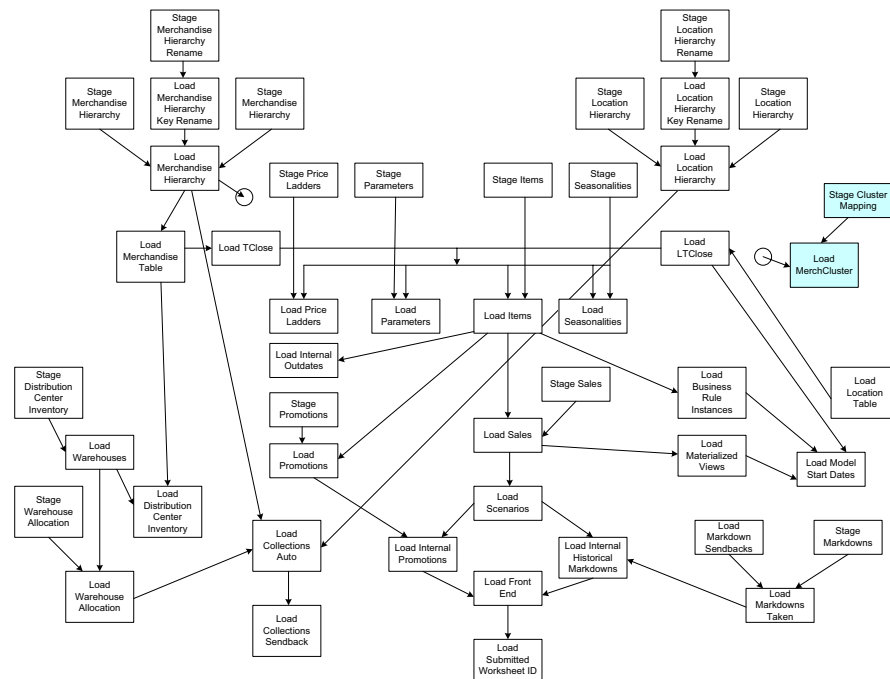 Stage
Merchandise
Hierarchy
Rename
Stage
Location
Hierarchy
Rename
Stage
Merchandise
Hierarchy
Load
Merchandise
Hierarchy
Key Rename
Stage
Merchandise
Hierarchy
Stage
Location
Hierarchy
Load
Location
Hierarchy
Key Rename
Stage
Location
Hierarchy
Load
Merchandise
Hierarchy
Load
Location
Hierarchy
Stage Price
Ladders
Stage
Parameters
Stage Items
Stage
Seasonalities
Stage Cluster
Mapping
Load
Merchandise
Table
Load TClose
Load
LTClose
Load
MerchCluster
Load Price
Ladders
Load
Parameters
Load Items
Load
Seasonalities
Load Internal
Outdates
Stage
Distribution
Center
Inventory
Stage
Promotions
Stage Sales
Load
Business
Rule
Instances
Load
Location
Table
Load
Warehouses
Load
Promotions
Load Sales
Load
Materialized
Views
Load Model
Start Dates
Stage
Warehouse
Allocation
Load
Distribution
Center
Inventory
Load
Scenarios
Load
Collections
Auto
Load Internal
Promotions
Load Internal
Historical
Markdowns
Load
Markdown
Sendbacks
Stage
Markdowns
Load
Warehouse
Allocation
Load Front
End
Load
Markdowns
Taken
Load
Collections
Sendback
Load
Submitted
Worksheet ID